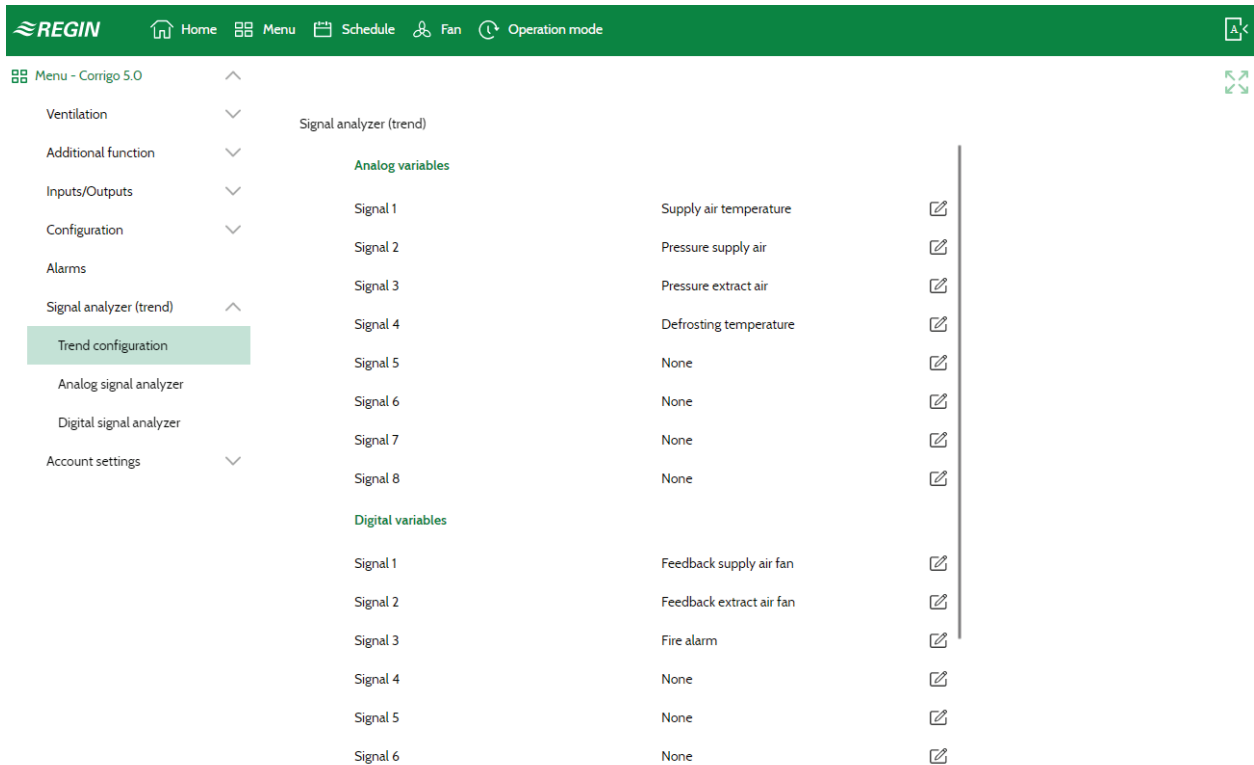 REGIN Home Menu Schedule Fan Operation mode A
Menu - Corrigo 5.0
Ventilation
Additional function
Inputs/Outputs
Configuration
Alarms
Signal analyzer (trend)
Trend configuration
Analog signal analyzer
Digital signal analyzer
Account settings
Signal analyzer (trend)
Analog variables
Signal 1 Supply air temperature
Signal 2 Pressure supply air
Signal 3 Pressure extract air
Signal 4 Defrosting temperature
Signal 5 None
Signal 6 None
Signal 7 None
Signal 8 None
Digital variables
Signal 1 Feedback supply air fan
Signal 2 Feedback extract air fan
Signal 3 Fire alarm
Signal 4 None
Signal 5 None
Signal 6 None